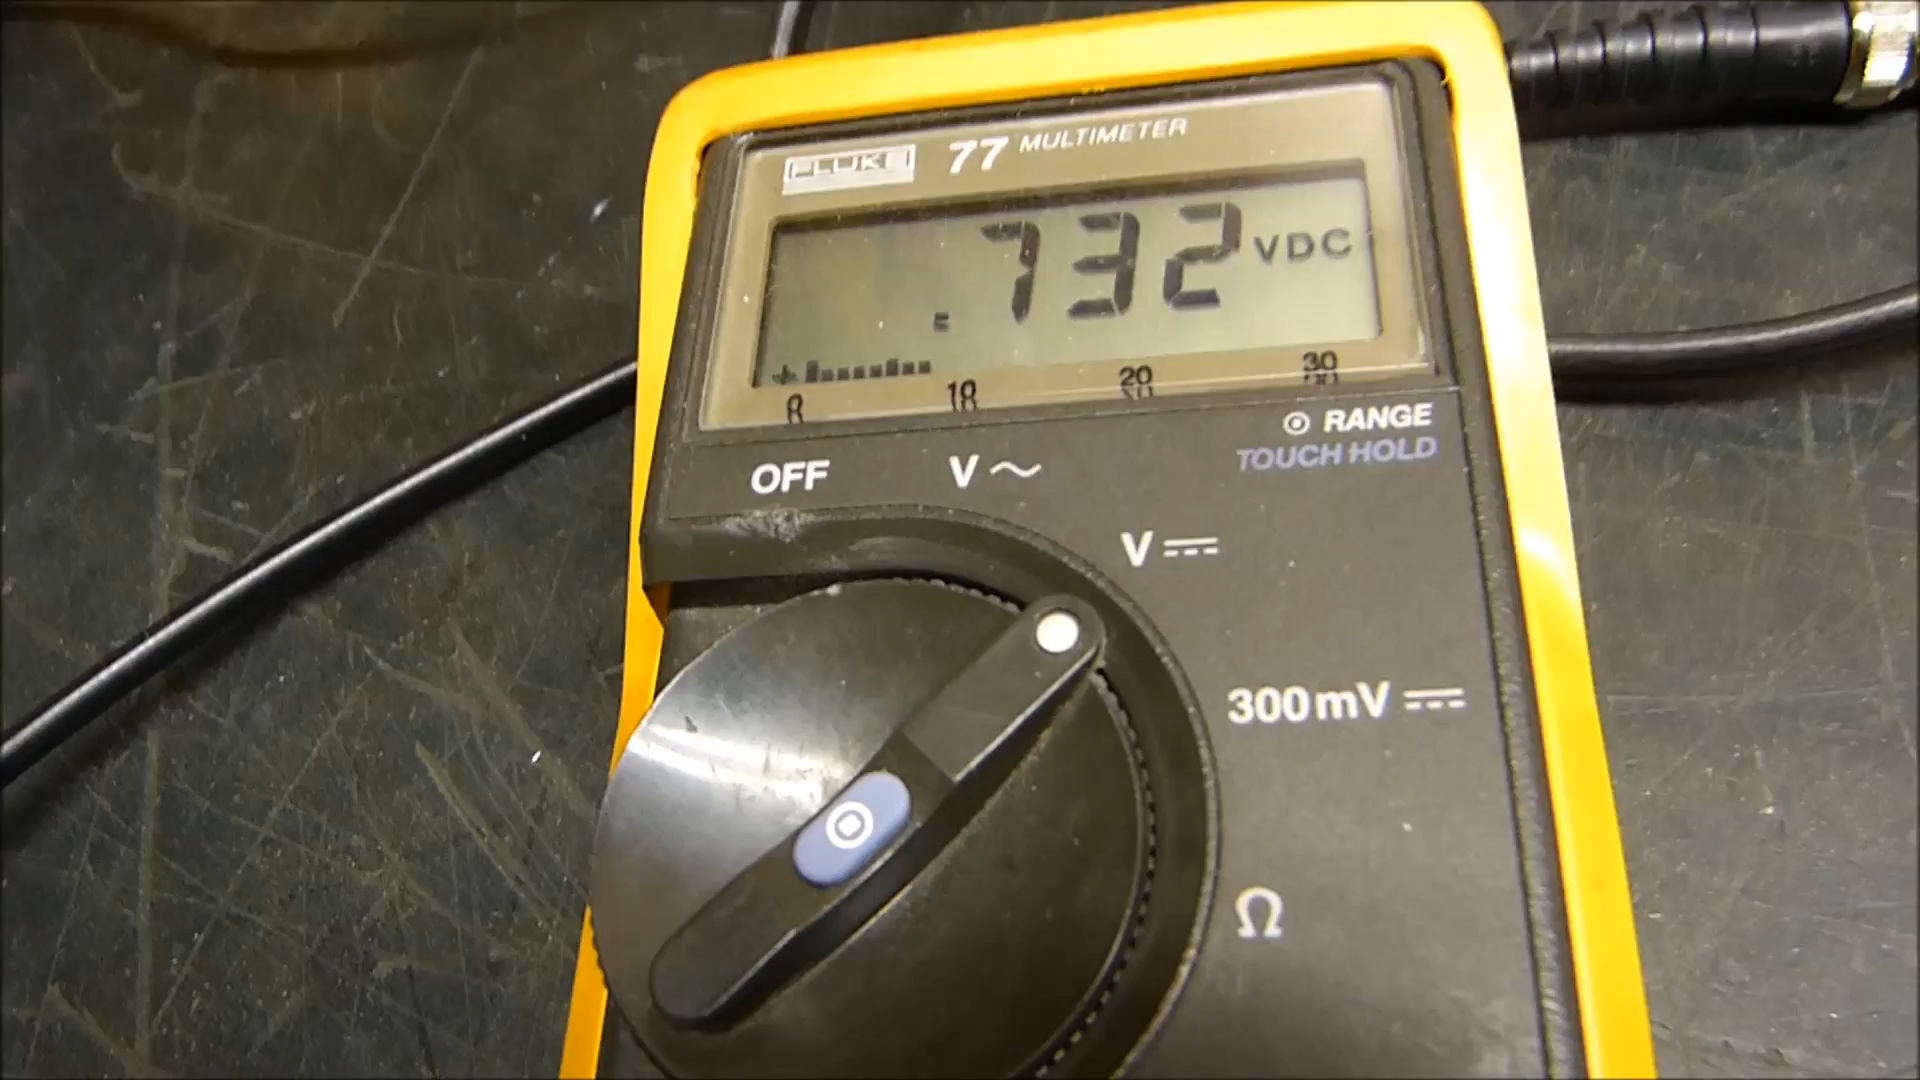 FLUKE 77 MULTIMETER
.732 VDC
0 10 20 30
RANGE
TOUCH HOLD
OFF V~
V⎓
300mV⎓
Ω